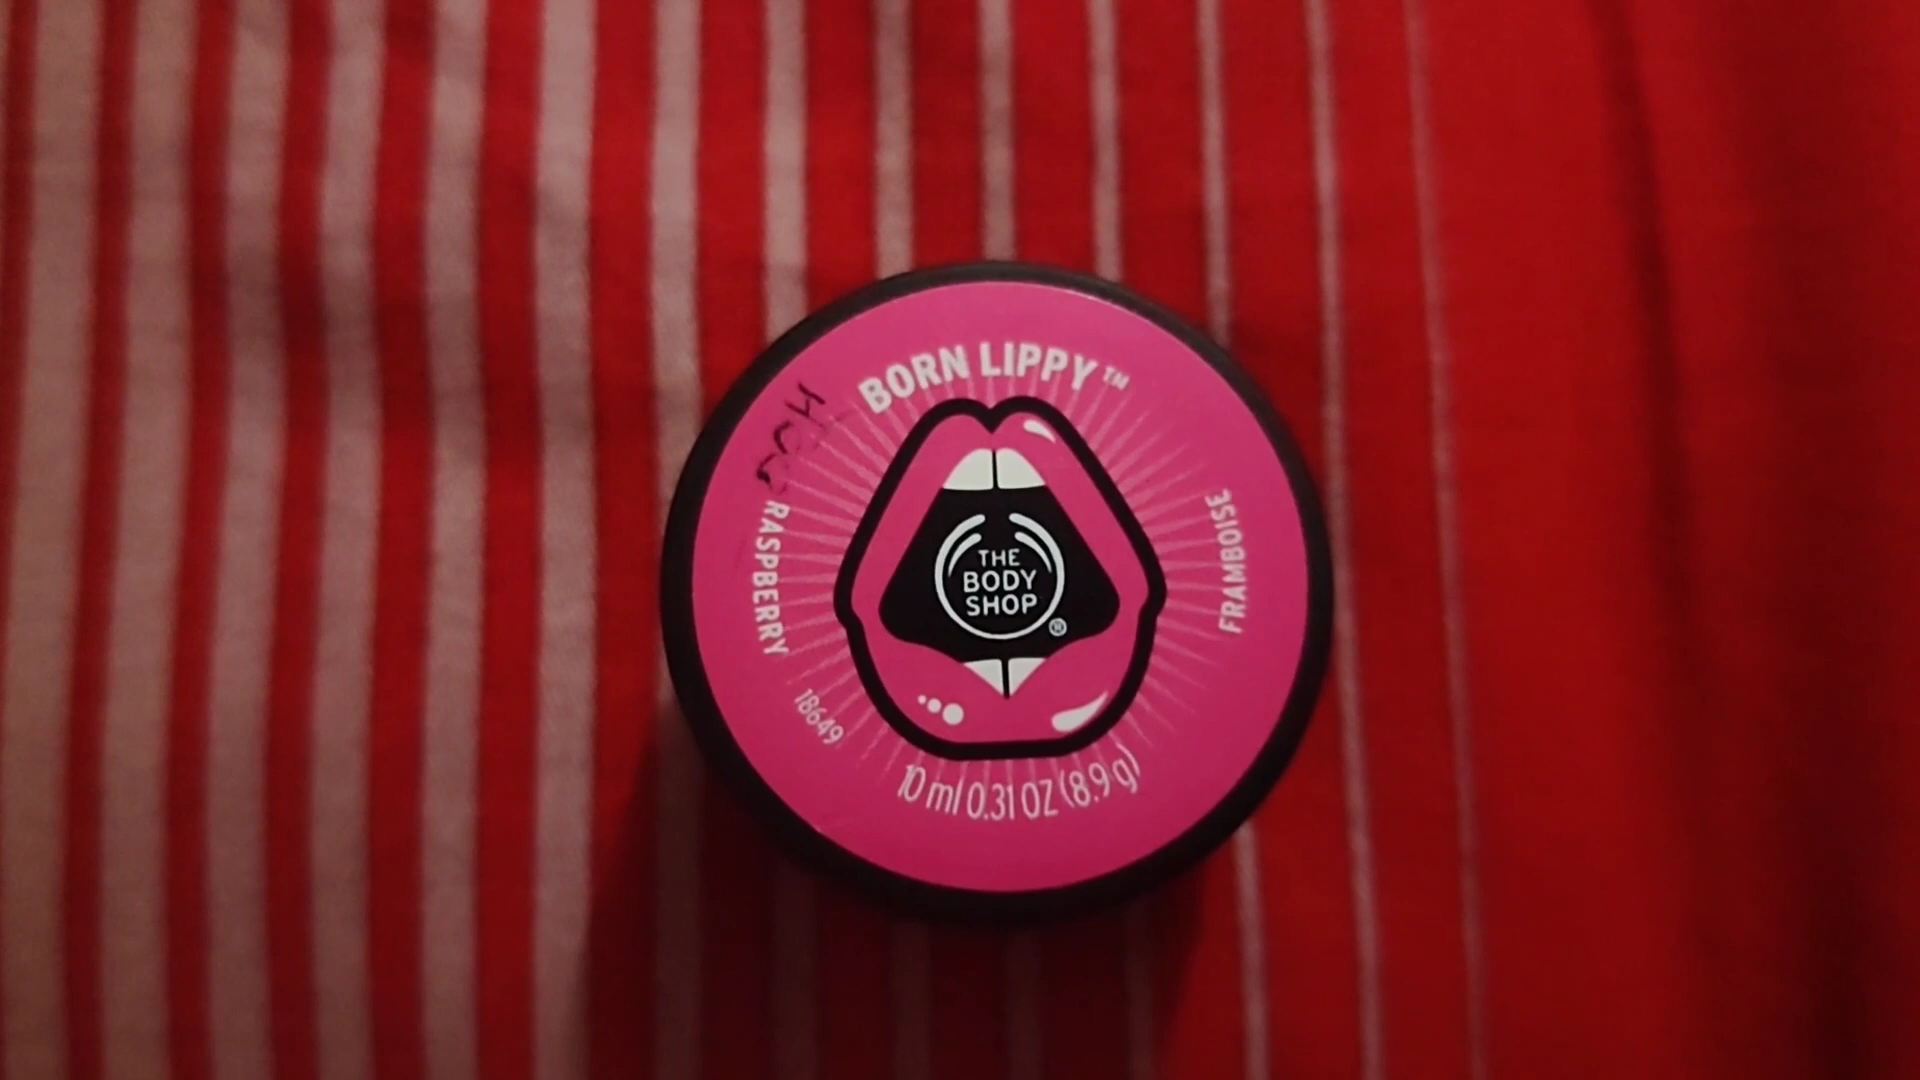 BORN LIPPY™
RASPBERRY
FRAMBOISE
THE
BODY
SHOP
®
18649
10 ml 0.31 OZ (8.9 g)